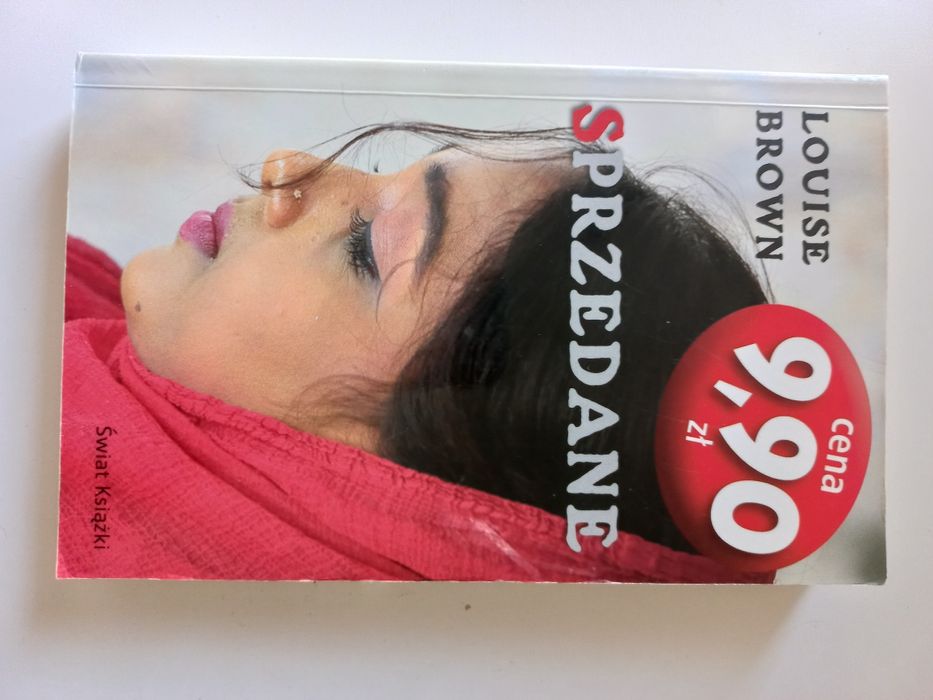 LOUISE
BROWN
cena
9,90
zł
SPRZEDANE
Świat Książki